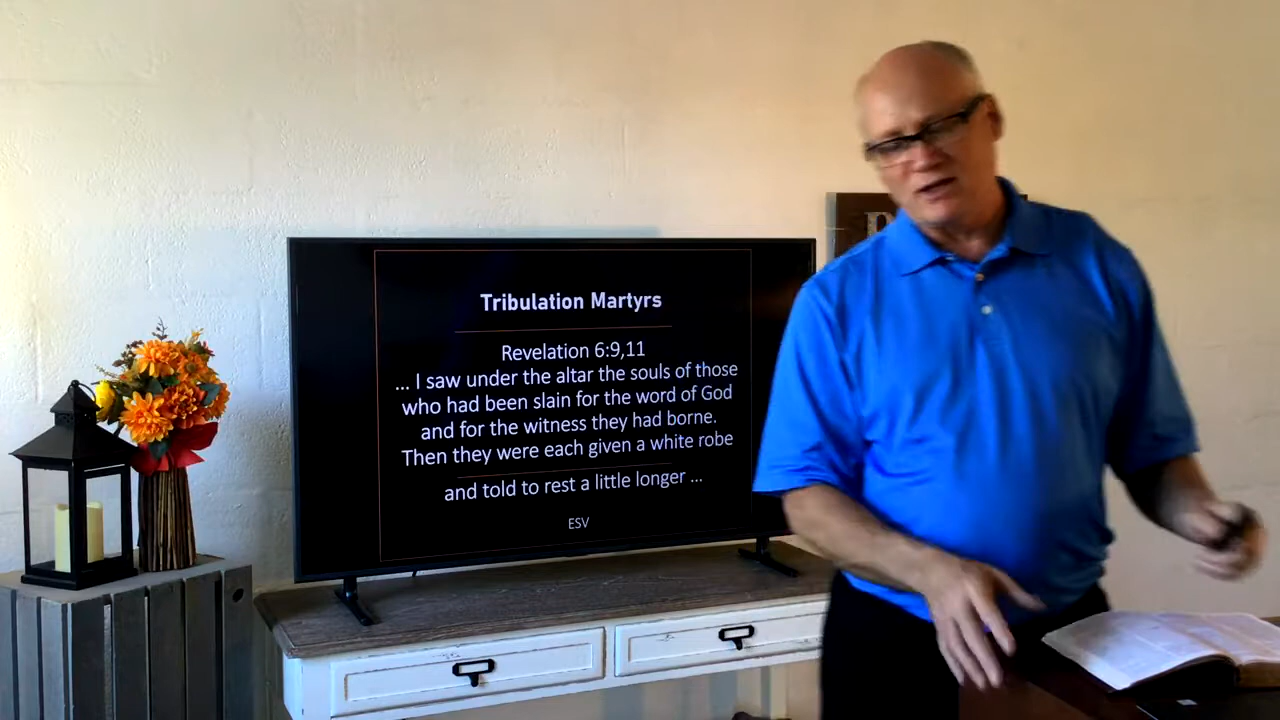 Tribulation Martyrs
Revelation 6:9,11
... I saw under the altar the souls of those
who had been slain for the word of God
and for the witness they had borne.
Then they were each given a white robe
and told to rest a little longer ...
ESV